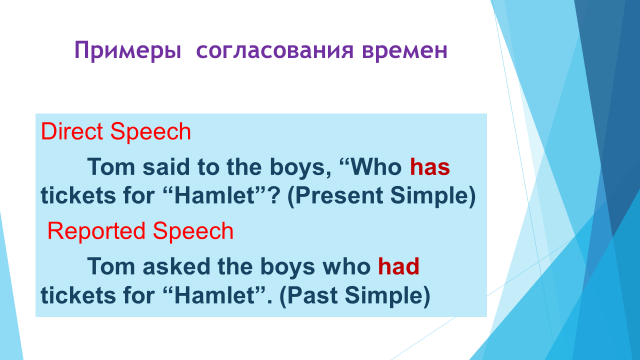 Примеры согласования времен
Direct Speech
Tom said to the boys, “Who has
tickets for “Hamlet”? (Present Simple)
Reported Speech
Tom asked the boys who had
tickets for “Hamlet”. (Past Simple)